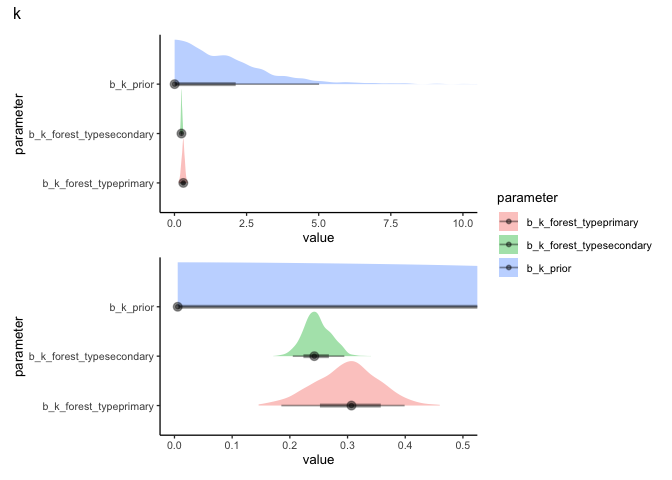 k
parameter
b_k_prior
b_k_forest_typesecondary
b_k_forest_typeprimary
0.0 2.5 5.0 7.5 10.0
value
parameter
b_k_forest_typeprimary
b_k_forest_typesecondary
b_k_prior
parameter
b_k_prior
b_k_forest_typesecondary
b_k_forest_typeprimary
0.0 0.1 0.2 0.3 0.4 0.5
value